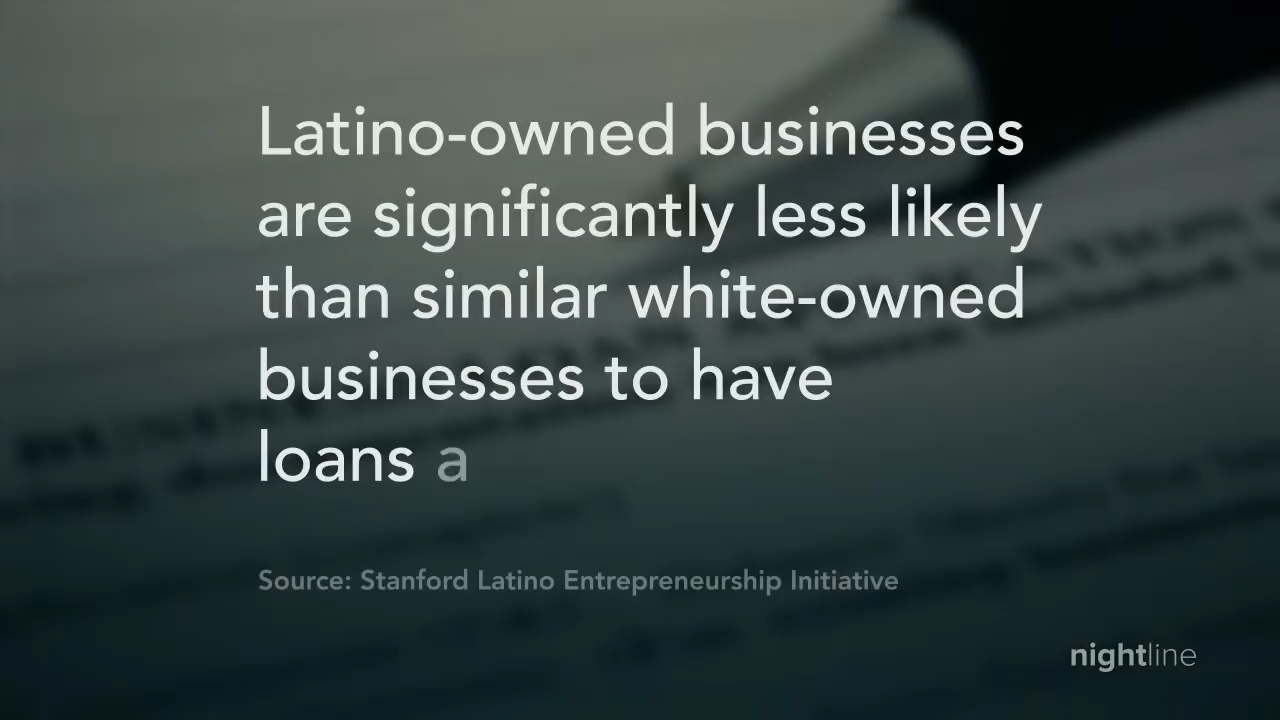 Latino-owned businesses
are significantly less likely
than similar white-owned
businesses to have
loans a
Source: Stanford Latino Entrepreneurship Initiative
nightline